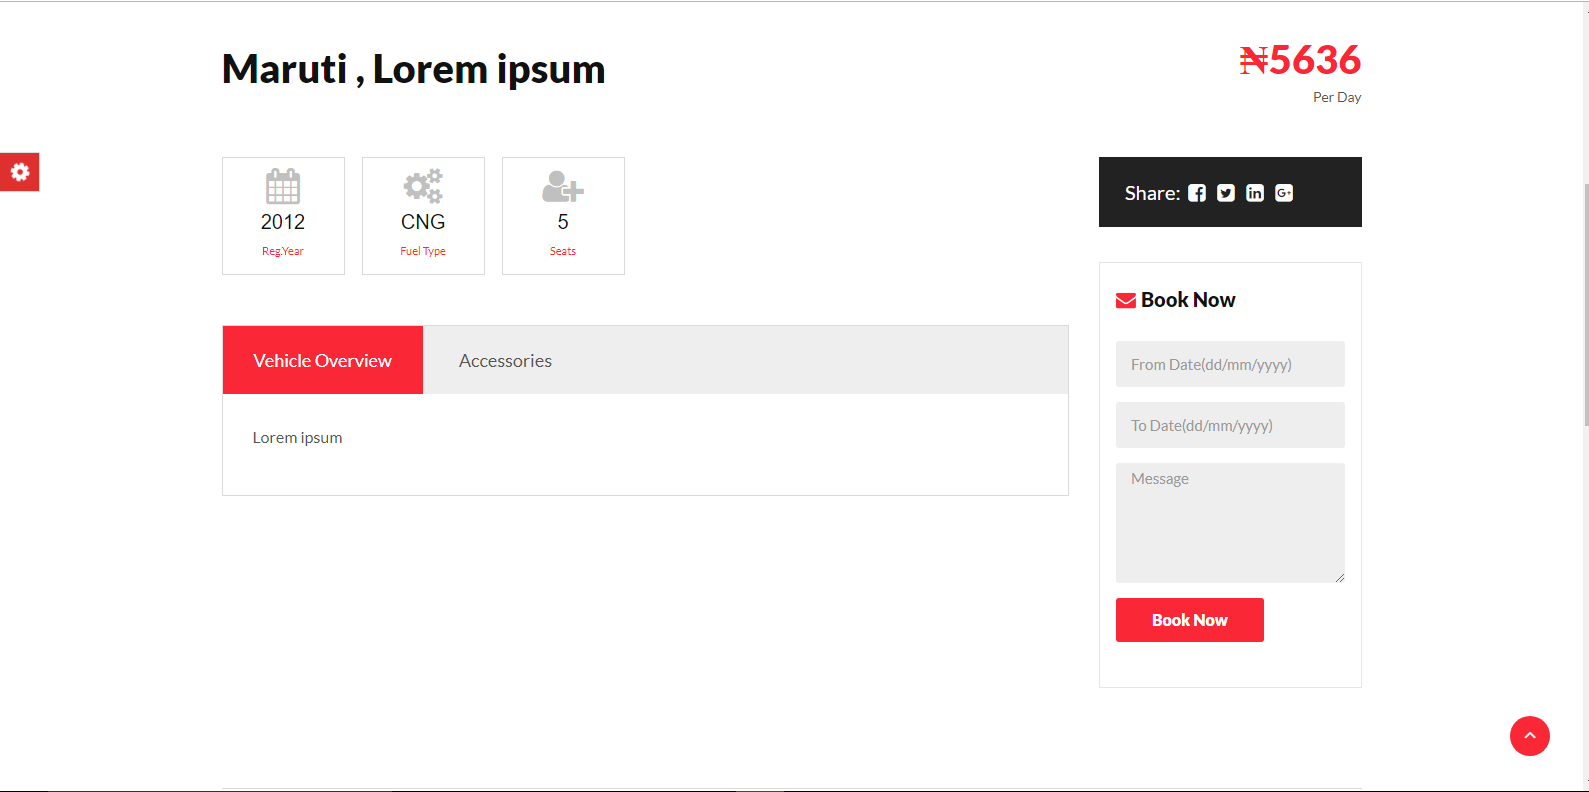 Maruti , Lorem ipsum
₦5636
Per Day
2012
Reg.Year
CNG
Fuel Type
5
Seats
Share:
Vehicle Overview
Accessories
Lorem ipsum
Book Now
From Date(dd/mm/yyyy)
To Date(dd/mm/yyyy)
Message
Book Now